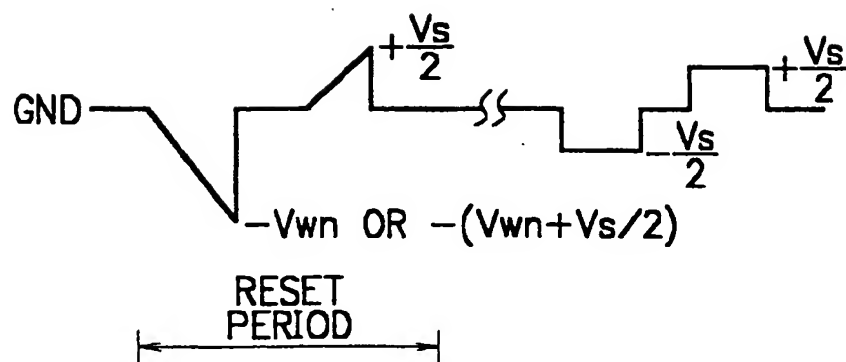 +Vs/2
+Vs/2
GND
-Vs/2
-Vwn OR -(Vwn+Vs/2)
RESET
PERIOD